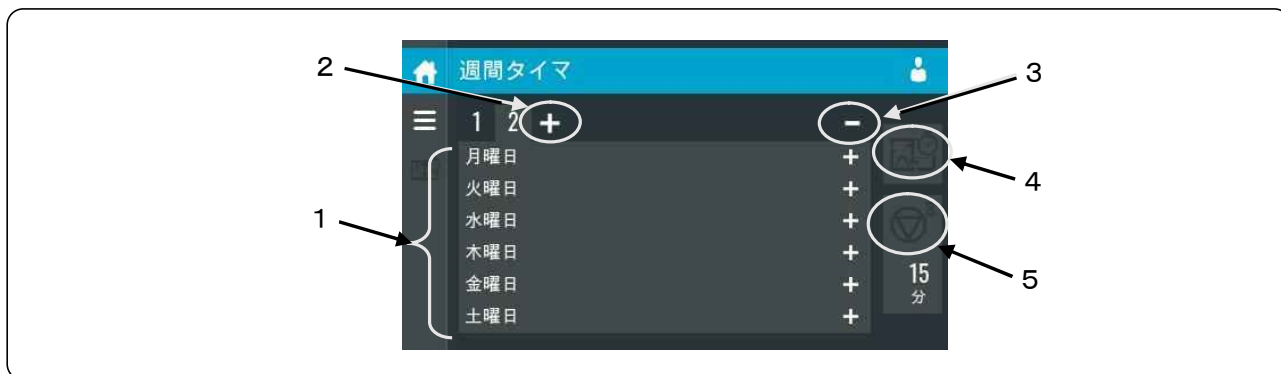 2
週間タイマ
3
1 2 +
−
月曜日 +
火曜日 +
4
水曜日 +
1
木曜日 +
15
5
金曜日 +
分
土曜日 +